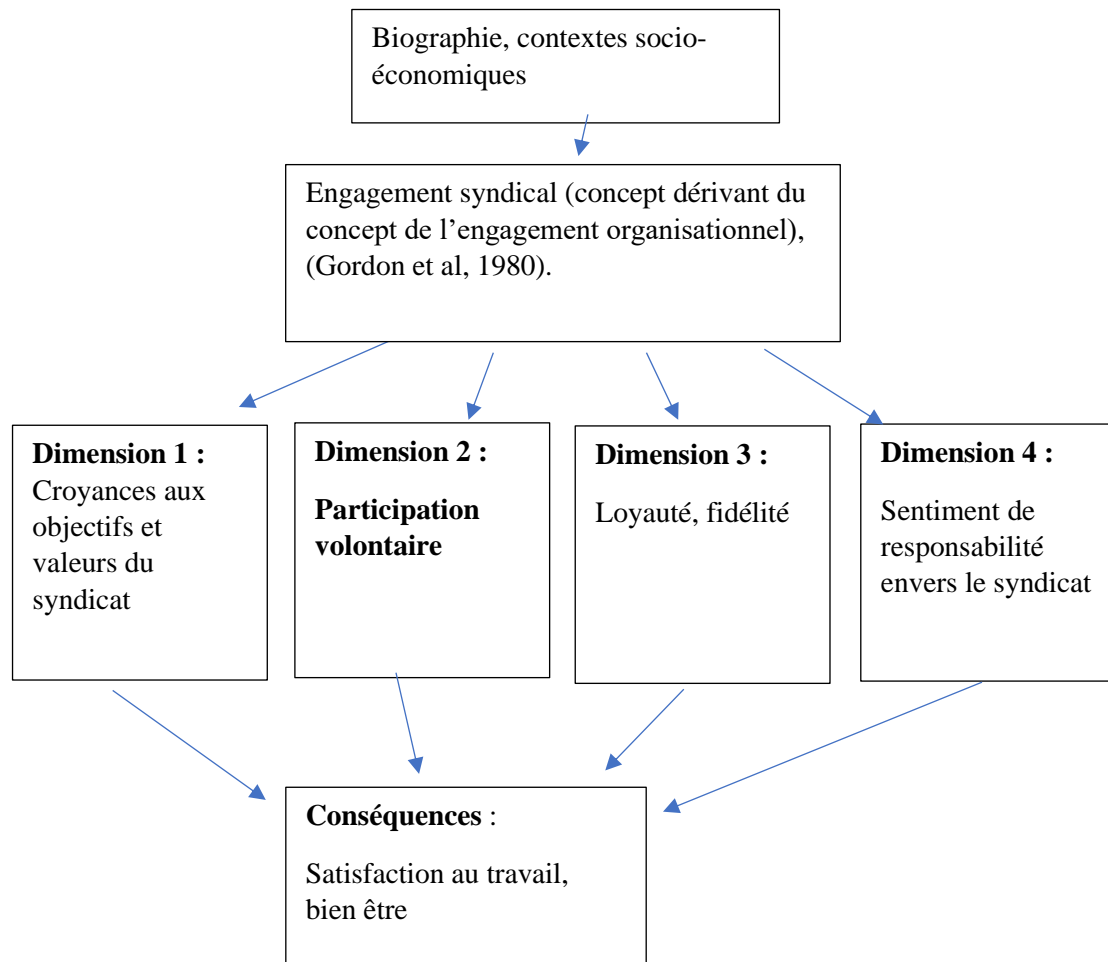 Biographie, contextes socio-
économiques
Engagement syndical (concept dérivant du
concept de l’engagement organisationnel),
(Gordon et al, 1980).
Dimension 1 :
Croyances aux
objectifs et
valeurs du
syndicat
Dimension 2 :
Participation
volontaire
Dimension 3 :
Loyauté, fidélité
Dimension 4 :
Sentiment de
responsabilité
envers le syndicat
Conséquences :
Satisfaction au travail,
bien être